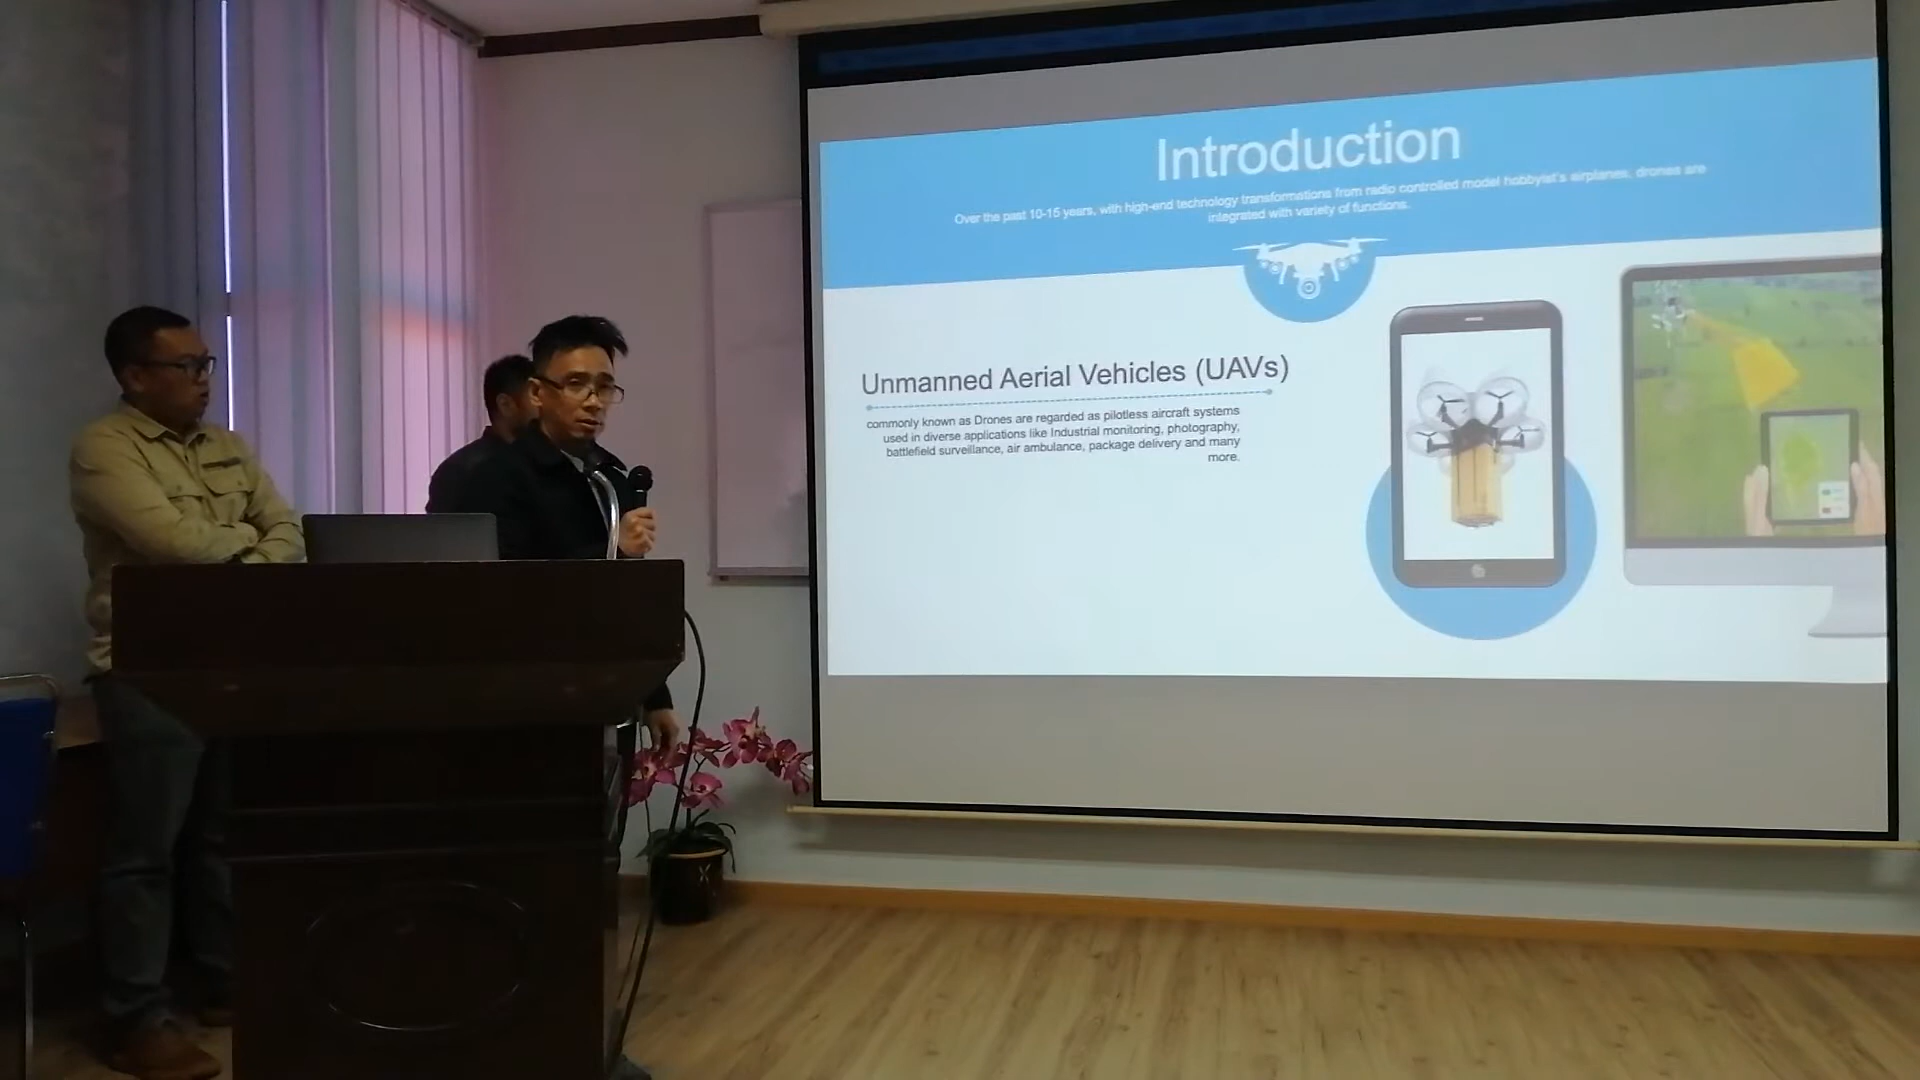 Introduction
Over the past 10-15 years, with high-end technology transformations from radio controlled model hobbyist's airplanes, drones are
integrated with variety of functions.
Unmanned Aerial Vehicles (UAVs)
commonly known as Drones are regarded as pilotless aircraft systems
used in diverse applications like Industrial monitoring, photography,
battlefield surveillance, air ambulance, package delivery and many
more.